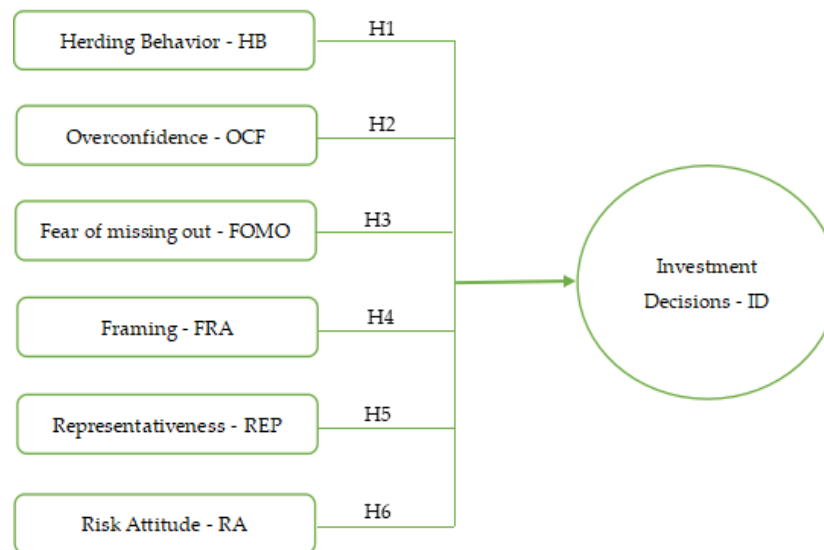 Herding Behavior - HB
H1
Overconfidence - OCF
H2
Fear of missing out - FOMO
H3
Framing - FRA
H4
Representativeness - REP
H5
Risk Attitude - RA
H6
Investment
Decisions - ID